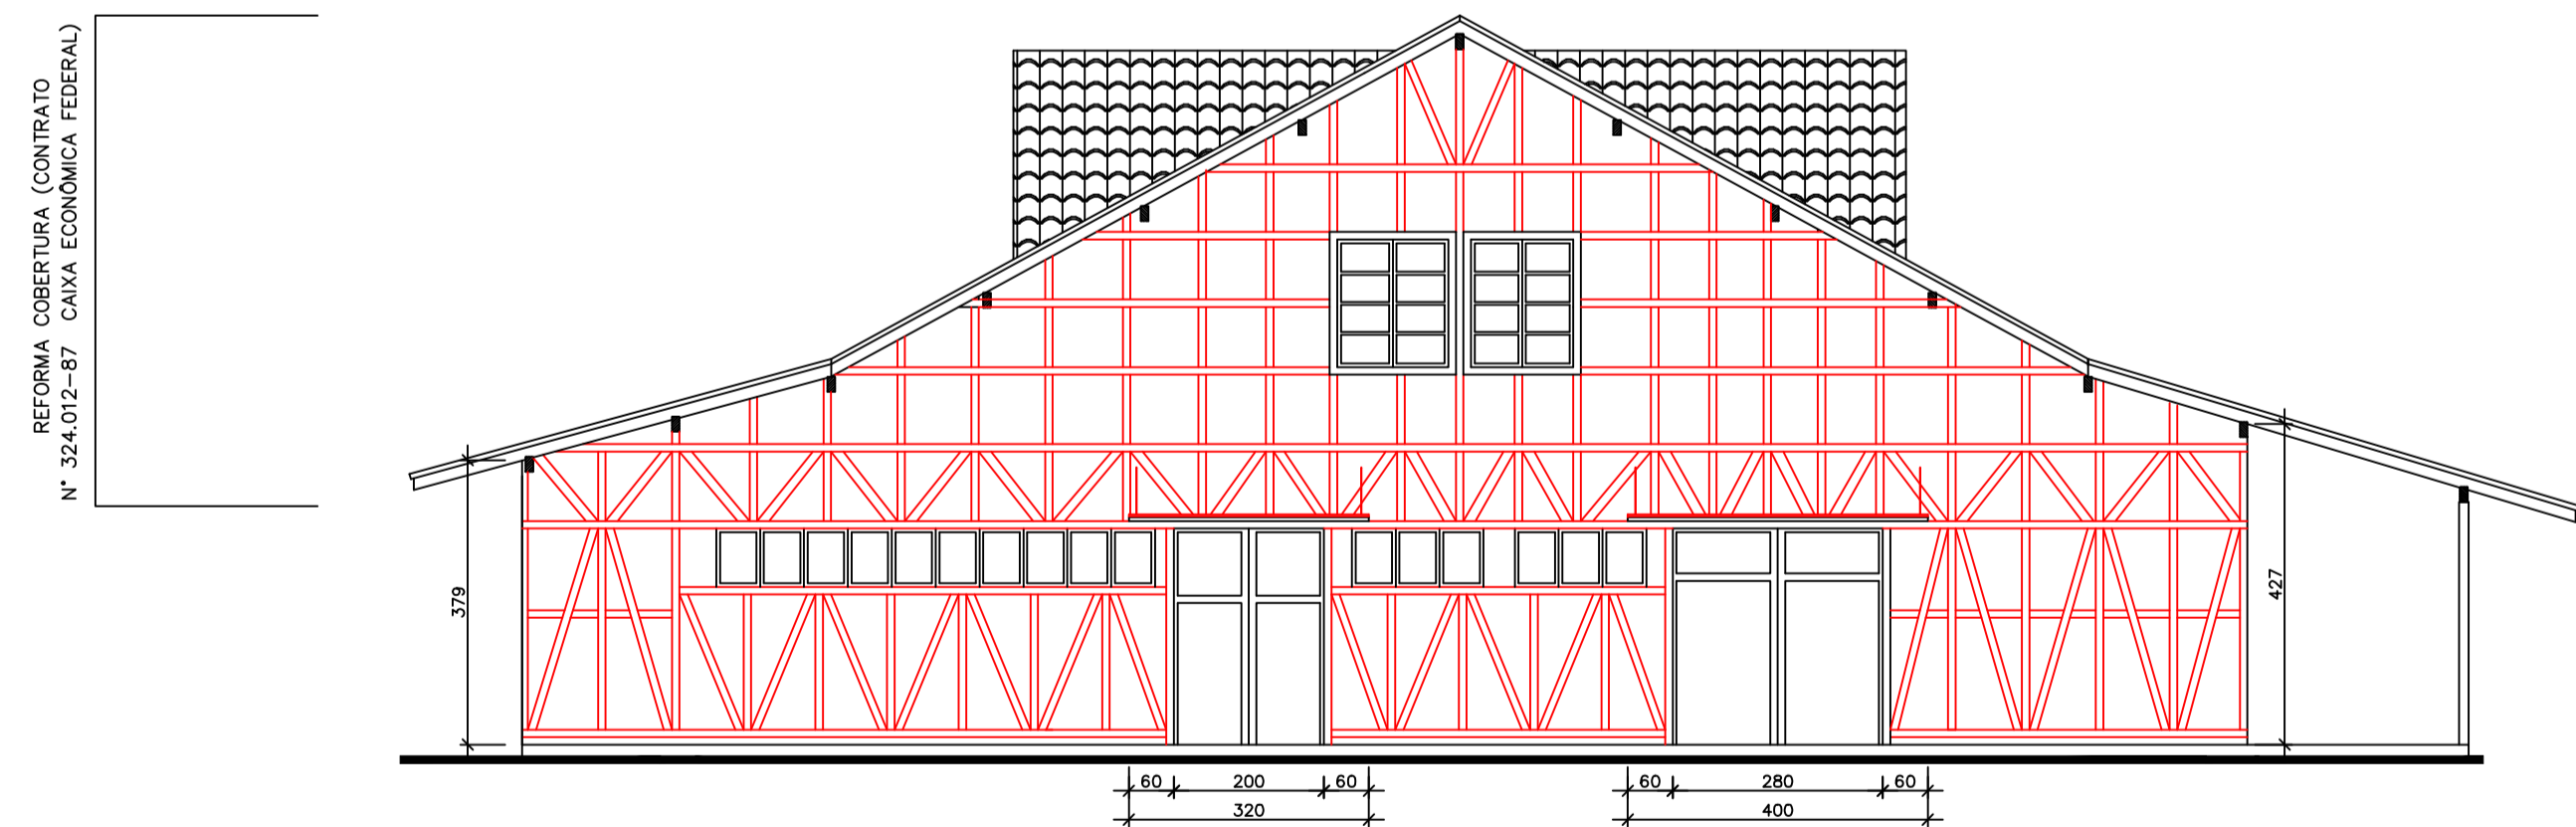 REFORMA COBERTURA (CONTRATO
N° 324.012-87 CAIXA ECONÔMICA FEDERAL)
379
427
60 200 60
320
60 280 60
400